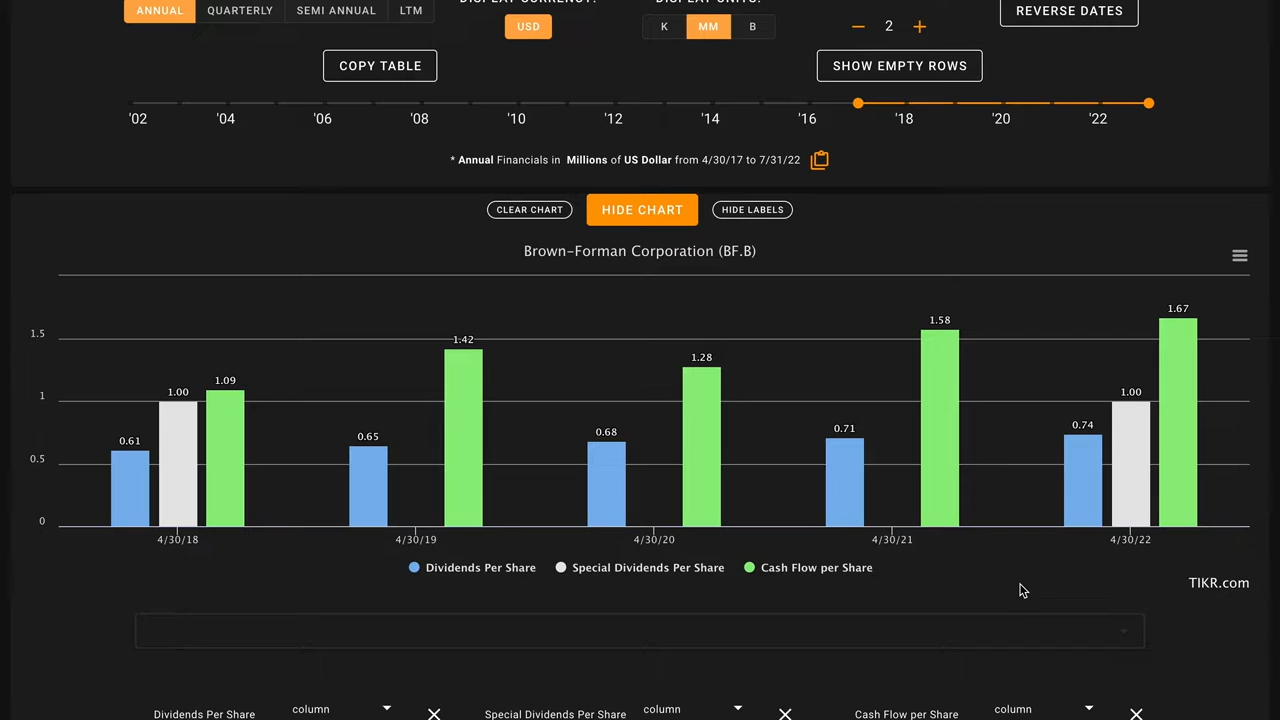 ANNUAL QUARTERLY SEMI ANNUAL LTM
USD
K MM B
2
REVERSE DATES
COPY TABLE
SHOW EMPTY ROWS
'02 '04 '06 '08 '10 '12 '14 '16 '18 '20 '22
* Annual Financials in Millions of US Dollar from 4/30/17 to 7/31/22
CLEAR CHART HIDE CHART HIDE LABELS
Brown-Forman Corporation (BF.B)
1.5
1
0.5
0
0.61 1.00 1.09
0.65 1.42
0.68 1.28
0.71 1.58
0.74 1.00 1.67
4/30/18 4/30/19 4/30/20 4/30/21 4/30/22
Dividends Per Share Special Dividends Per Share Cash Flow per Share
TIKR.com
Dividends Per Share column Special Dividends Per Share column Cash Flow per Share column